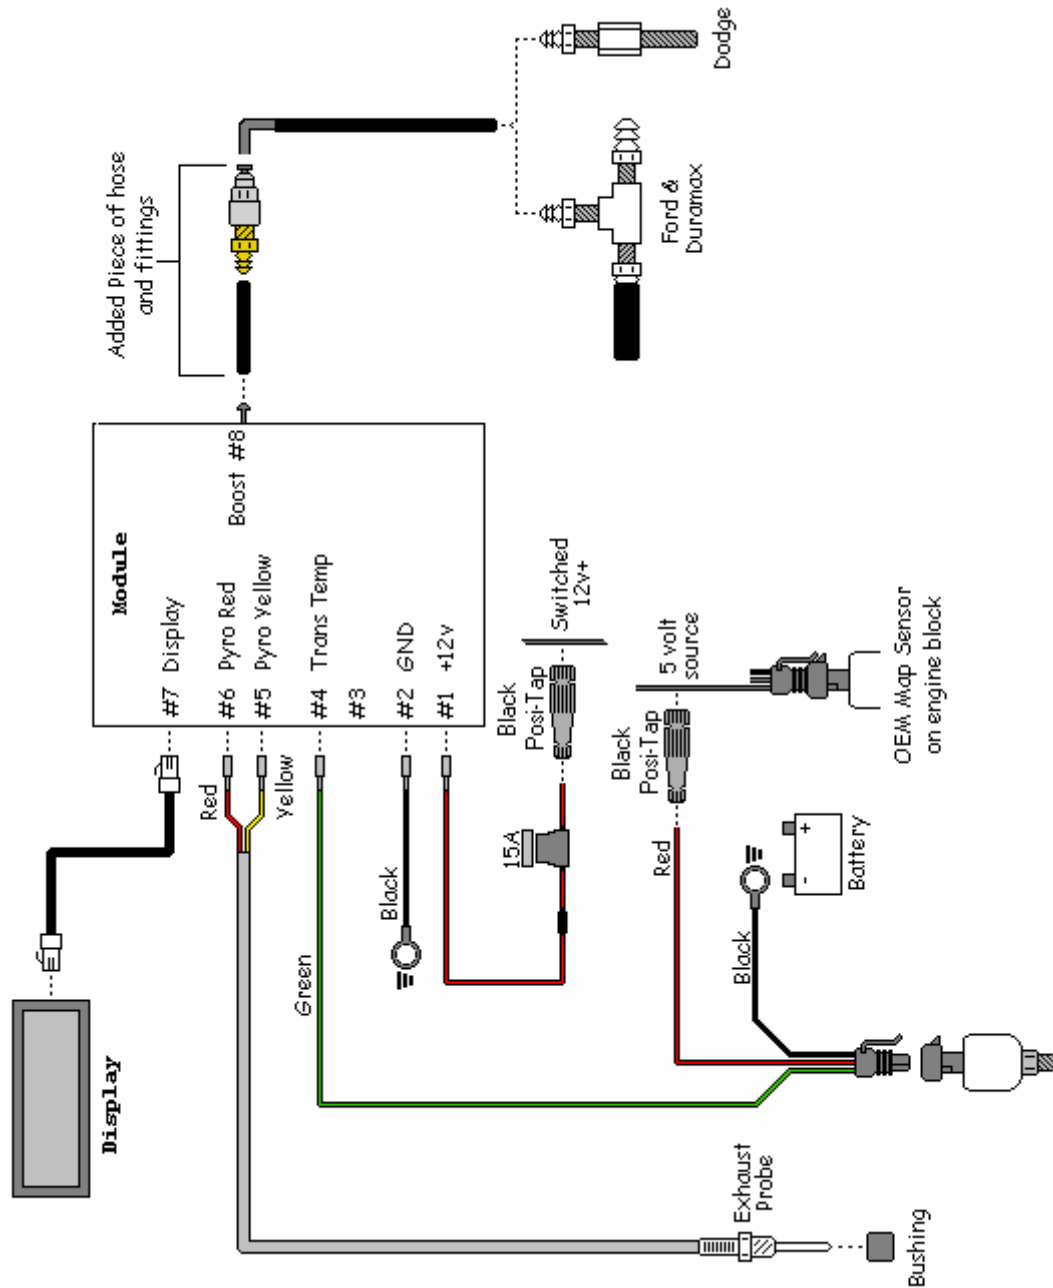 Display
Module
#7 Display
#6 Pyro Red
#5 Pyro Yellow
#4 Trans Temp
#3
#2 GND
#1 +12v
Boost #8
Added Piece of hose
and fittings
Dodge
Ford &
Duramax
Red
Yellow
Green
Black
15A
Black
Posi-Tap
Switched
12v+
Red
Black
Posi-Tap
5 volt
source
OEM Map Sensor
on engine block
Black
- +
Battery
Exhaust
Probe
Bushing